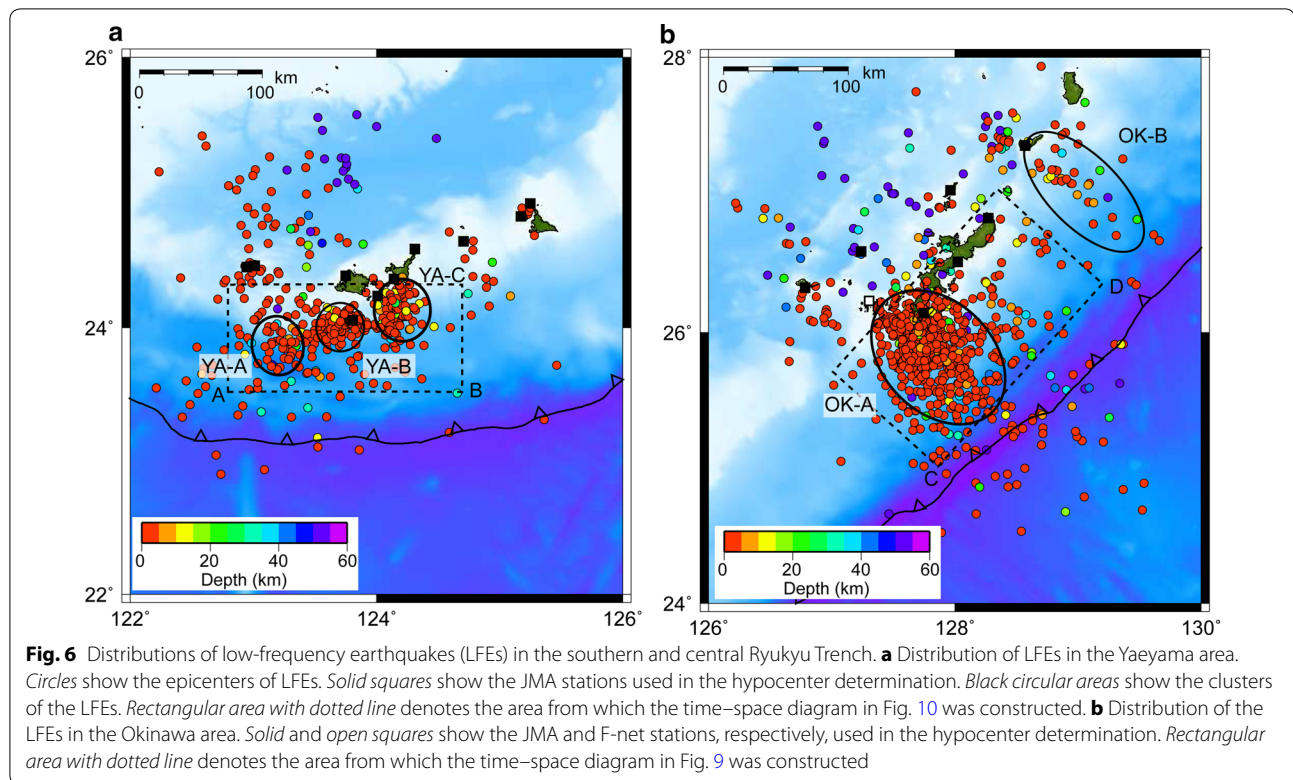 a
26°
24°
22°
122°
124°
126°
0
100
km
YA-C
YA-A
YA-B
A
B
0
20
40
60
Depth (km)
b
28°
26°
24°
126°
128°
130°
0
100
km
OK-B
OK-A
D
C
0
20
40
60
Depth (km)
Fig. 6 Distributions of low-frequency earthquakes (LFEs) in the southern and central Ryukyu Trench. a Distribution of LFEs in the Yaeyama area.
Circles show the epicenters of LFEs. Solid squares show the JMA stations used in the hypocenter determination. Black circular areas show the clusters
of the LFEs. Rectangular area with dotted line denotes the area from which the time–space diagram in Fig. 10 was constructed. b Distribution of the
LFEs in the Okinawa area. Solid and open squares show the JMA and F-net stations, respectively, used in the hypocenter determination. Rectangular
area with dotted line denotes the area from which the time–space diagram in Fig. 9 was constructed